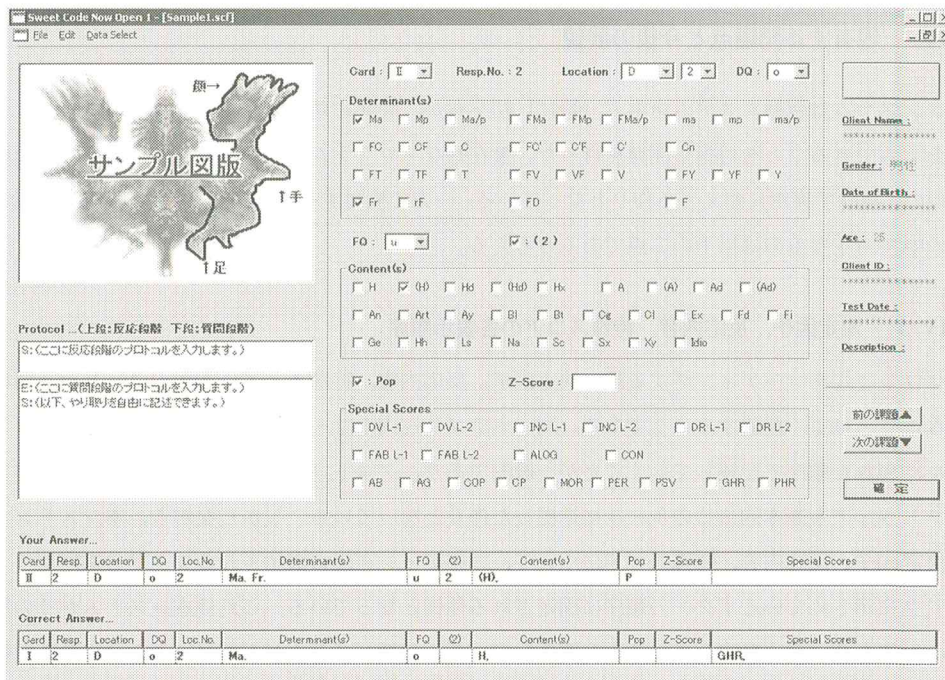 Sweet Code Now Open 1 - [Sample1.scf]
File Edit Data Select
顔→
サンプル図版
↑手
↑足
Protocol ...(上段:反応段階 下段:質問段階)
S:(ここに反応段階のプロトコルを入力します。)
E:(ここに質問段階のプロトコルを入力します。)
S:(以下、やり取りを自由に記述できます。)
Card : II Resp.No. : 2 Location : D 2 DQ : o
Determinant(s)
Ma Mp Ma/p FMa FMp FMa/p ma mp ma/p
FC CF C FC' C'F C' Cn
FT TF T FV VF V FY YF Y
Fr rF FD F
FQ : u : (2)
Content(s)
H (H) Hd (Hd) Hx A (A) Ad (Ad)
An Art Ay Bl Bt Cg Cl Ex Fd Fi
Ge Hh Ls Na Sc Sx Xy Idio
: Pop Z-Score :
Special Scores
DV L-1 DV L-2 INC L-1 INC L-2 DR L-1 DR L-2
FAB L-1 FAB L-2 ALOG CON
AB AG COP CP MOR PER PSV GHR PHR
Client Name :
******************
Gender : 男性
Date of Birth :
******************
Age : 25
Client ID :
******************
Test Date :
******************
Description :
前の課題▲
次の課題▼
確 定
Your Answer...
Card Resp. Location DQ Loc.No. Determinant(s) FQ (2) Content(s) Pop Z-Score Special Scores
II 2 D o 2 Ma. Fr. u 2 (H), P
Correct Answer...
Card Resp. Location DQ Loc.No. Determinant(s) FQ (2) Content(s) Pop Z-Score Special Scores
I 2 D o 2 Ma. o H, GHR,